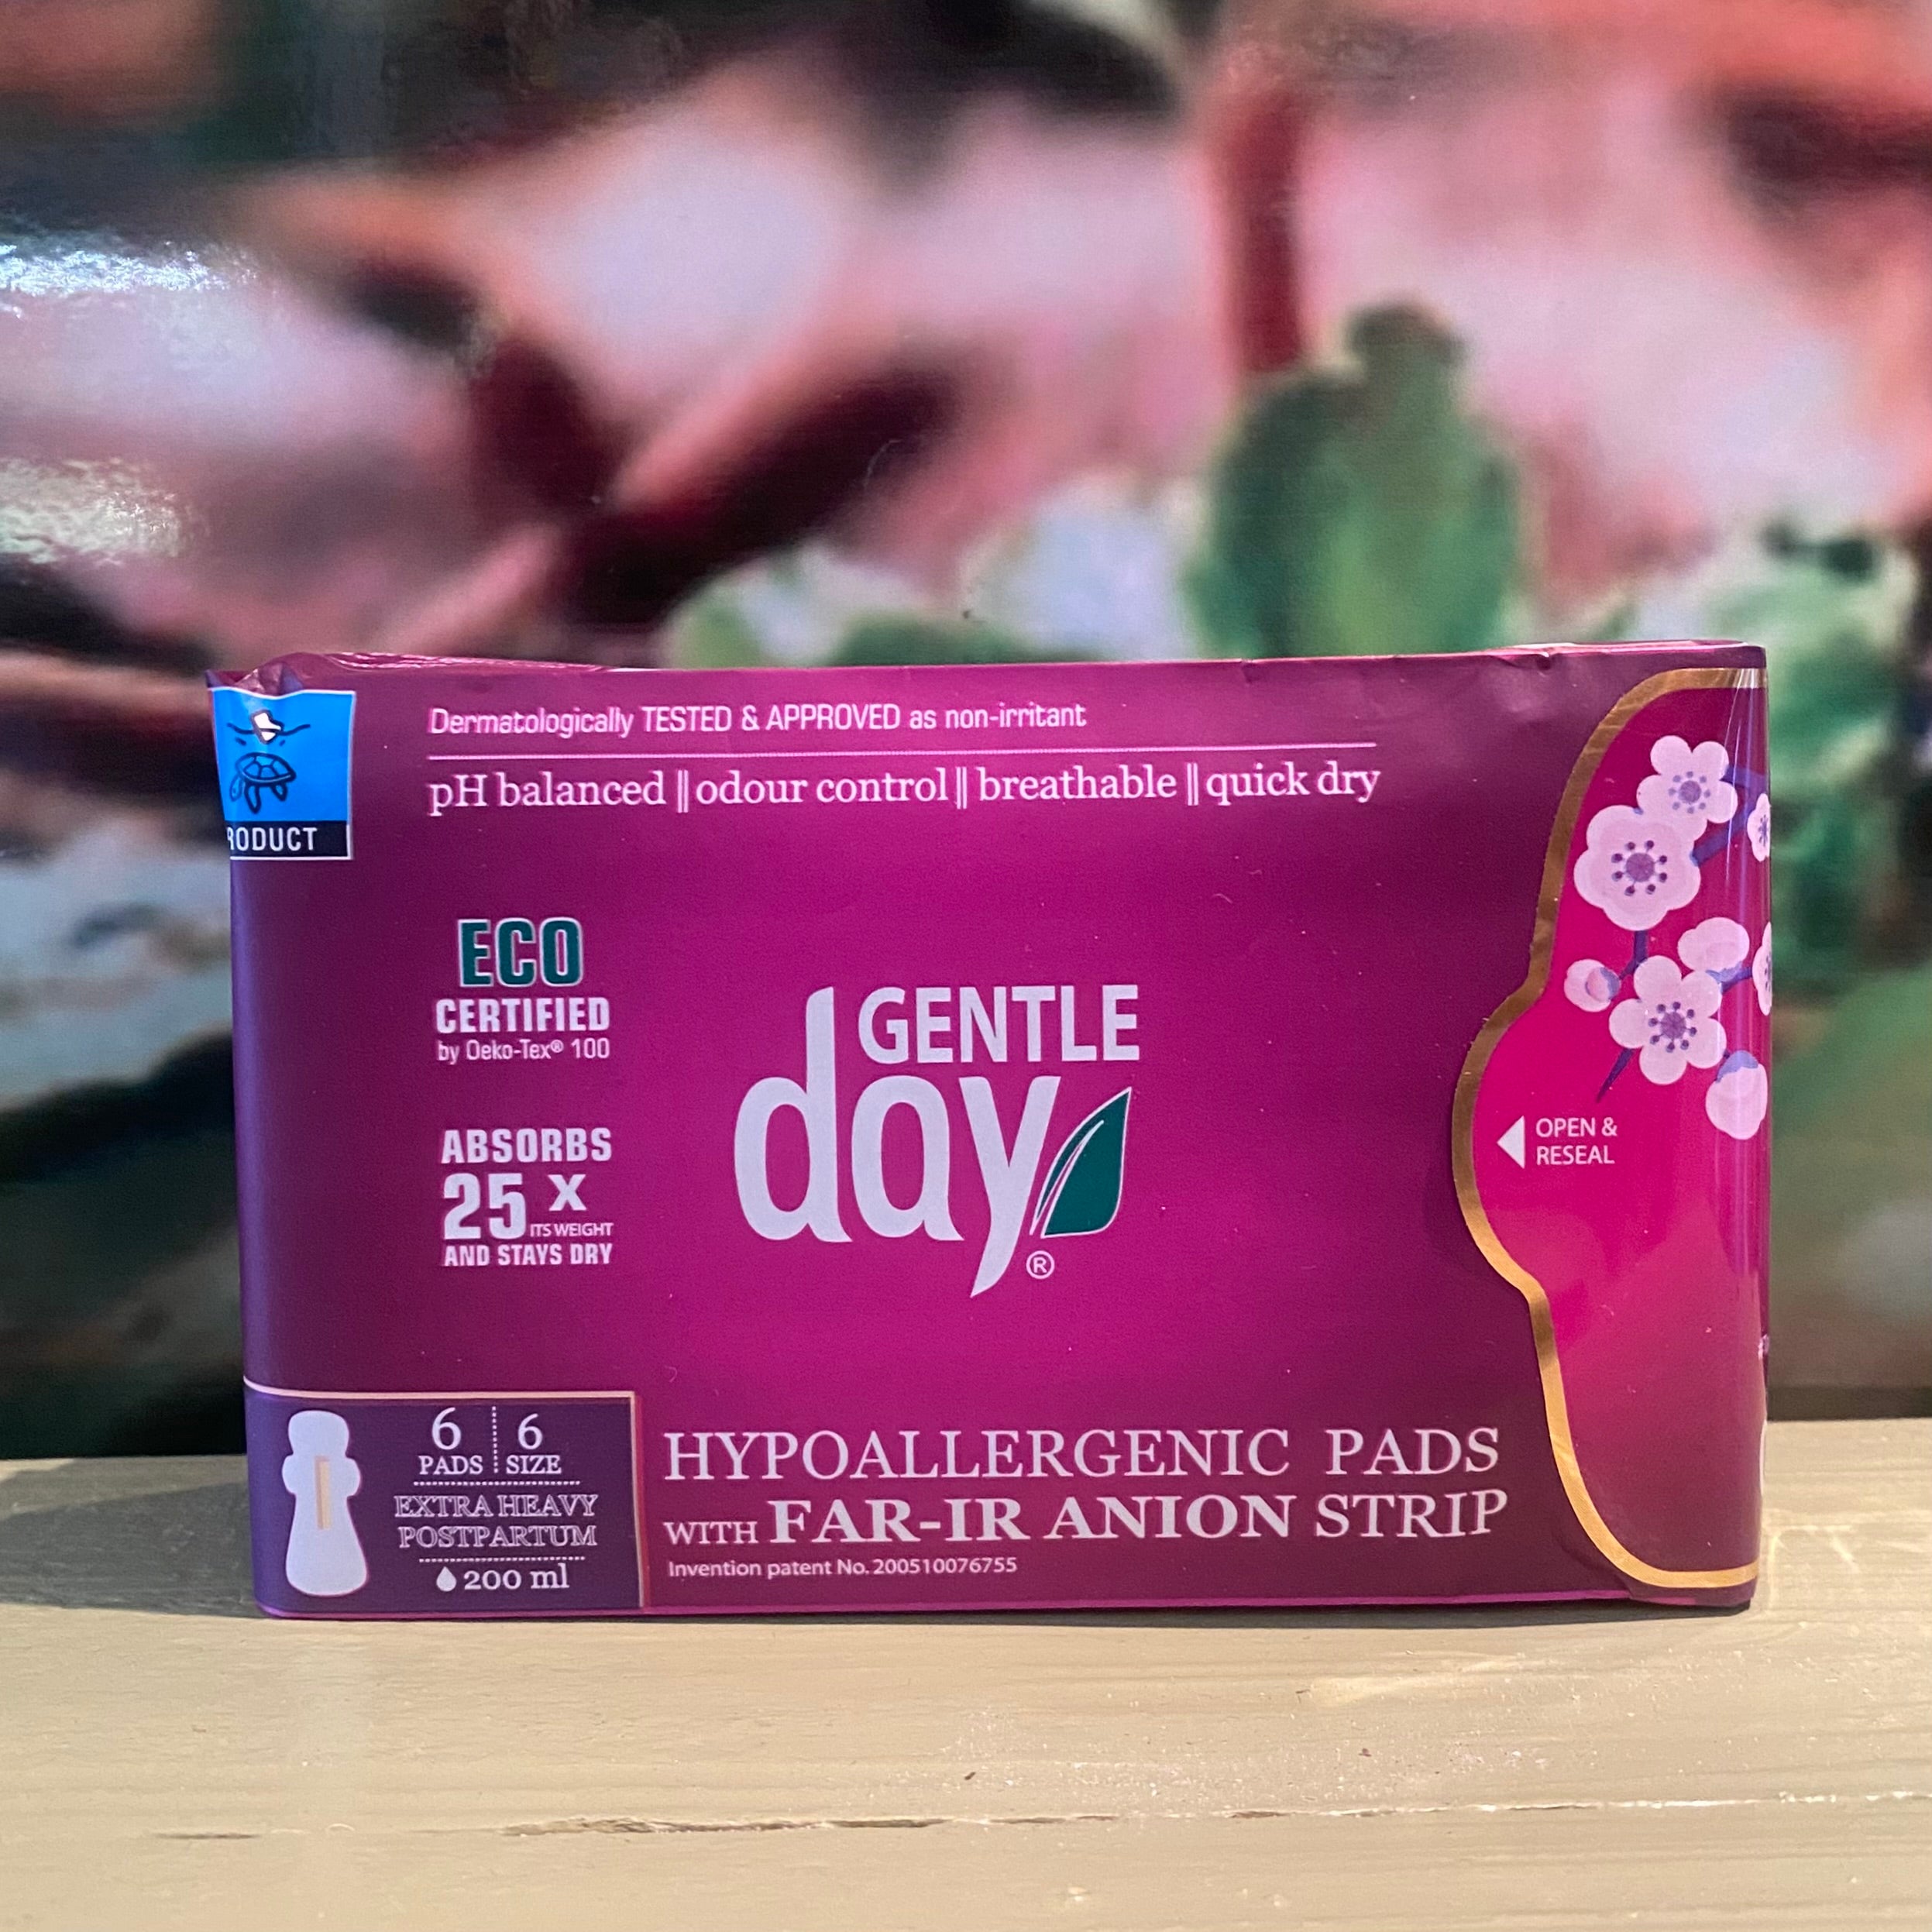 Dermatologically TESTED & APPROVED as non-irritant
pH balanced || odour control || breathable || quick dry
ECO
CERTIFIED
by Oeko-Tex® 100
ABSORBS
25 X
ITS WEIGHT
AND STAYS DRY
GENTLE
day
®
OPEN &
RESEAL
6 6
PADS SIZE
EXTRA HEAVY
POSTPARTUM
200 ml
HYPOALLERGENIC PADS
WITH FAR-IR ANION STRIP
Invention patent No. 200510076755